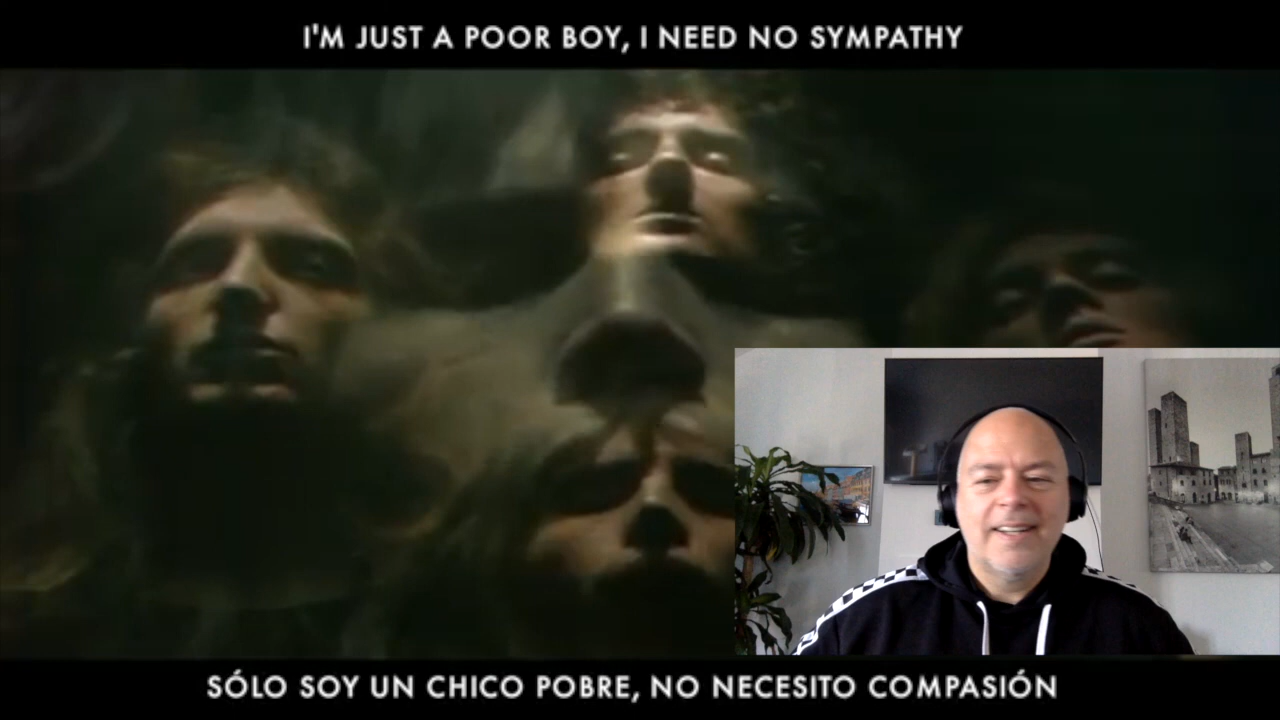 I'M JUST A POOR BOY, I NEED NO SYMPATHY
SÓLO SOY UN CHICO POBRE, NO NECESITO COMPASIÓN